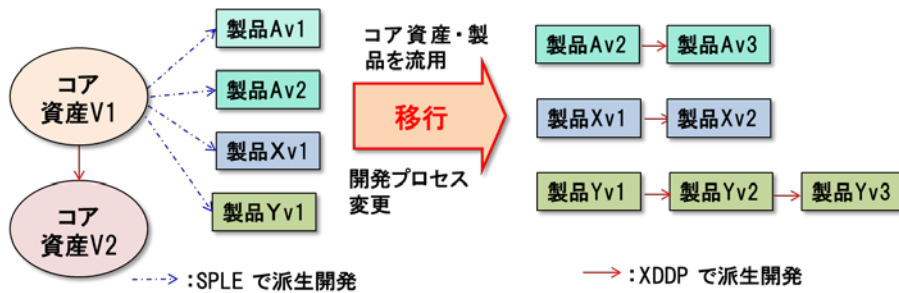 コア
資産V1
コア
資産V2
製品Av1
製品Av2
製品Xv1
製品Yv1
コア資産・製
品を流用
移行
開発プロセス
変更
製品Av2
製品Av3
製品Xv1
製品Xv2
製品Yv1
製品Yv2
製品Yv3
:SPLE で派生開発
:XDDP で派生開発